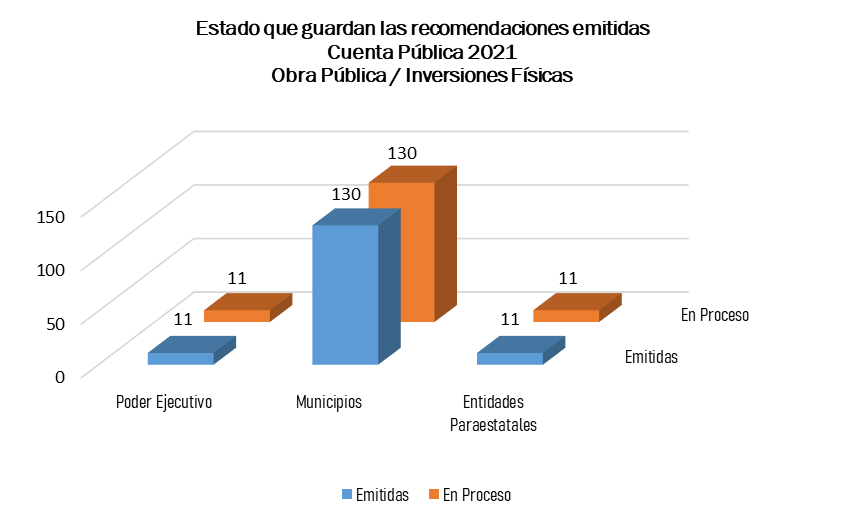 Estado que guardan las recomendaciones emitidas
Cuenta Pública 2021
Obra Pública / Inversiones Físicas
130
130
150
100
50
0
11
11
11
11
En Proceso
Emitidas
Poder Ejecutivo
Municipios
Entidades
Paraestatales
Emitidas
En Proceso